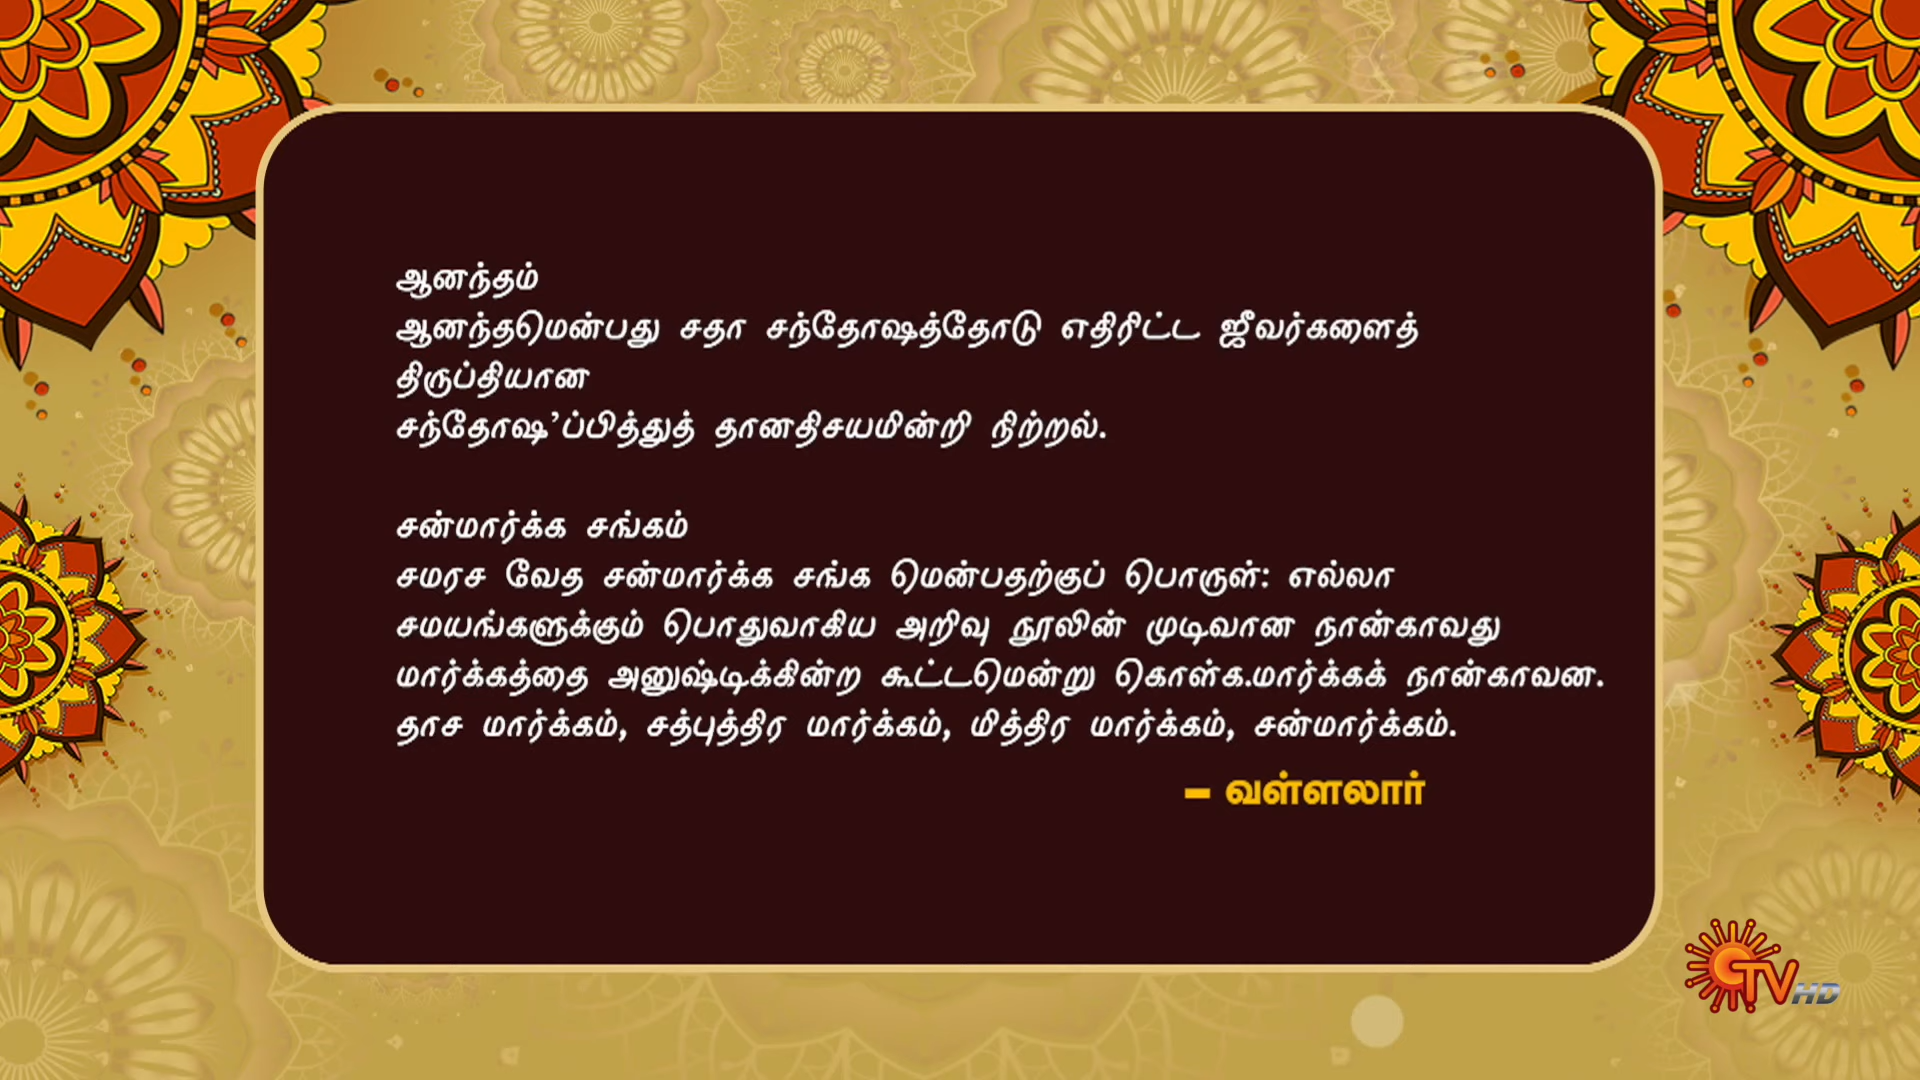 ஆனந்தம்
ஆனந்தமென்பது சதா சந்தோஷத்தோடு எதிரிட்ட ஜீவர்களைத்
திருப்தியான
சந்தோஷ'ப்பித்துத் தானதிசயமின்றி நிற்றல்.
சன்மார்க்க சங்கம்
சமரச வேத சன்மார்க்க சங்க மென்பதற்குப் பொருள்: எல்லா
சமயங்களுக்கும் பொதுவாகிய அறிவு நூலின் முடிவான நான்காவது
மார்க்கத்தை அனுஷ்டிக்கின்ற கூட்டமென்று கொள்க.மார்க்கக் நான்காவன.
தாச மார்க்கம், சத்புத்திர மார்க்கம், மித்திர மார்க்கம், சன்மார்க்கம்.
– வள்ளலார்
TV HD